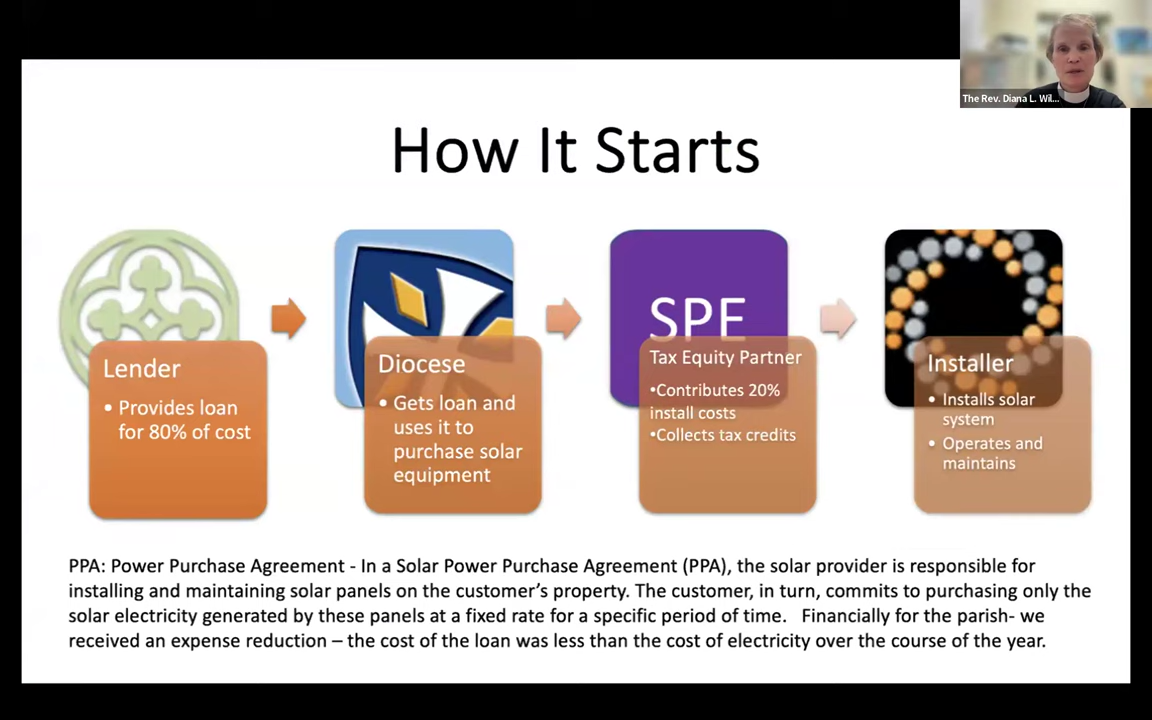 The Rev. Diana L. Wil...
How It Starts
SPE
Lender
• Provides loan
for 80% of cost
Diocese
• Gets loan and
uses it to
purchase solar
equipment
Tax Equity Partner
•Contributes 20%
install costs
•Collects tax credits
Installer
• Installs solar
system
• Operates and
maintains
PPA: Power Purchase Agreement - In a Solar Power Purchase Agreement (PPA), the solar provider is responsible for
installing and maintaining solar panels on the customer's property. The customer, in turn, commits to purchasing only the
solar electricity generated by these panels at a fixed rate for a specific period of time.   Financially for the parish- we
received an expense reduction – the cost of the loan was less than the cost of electricity over the course of the year.